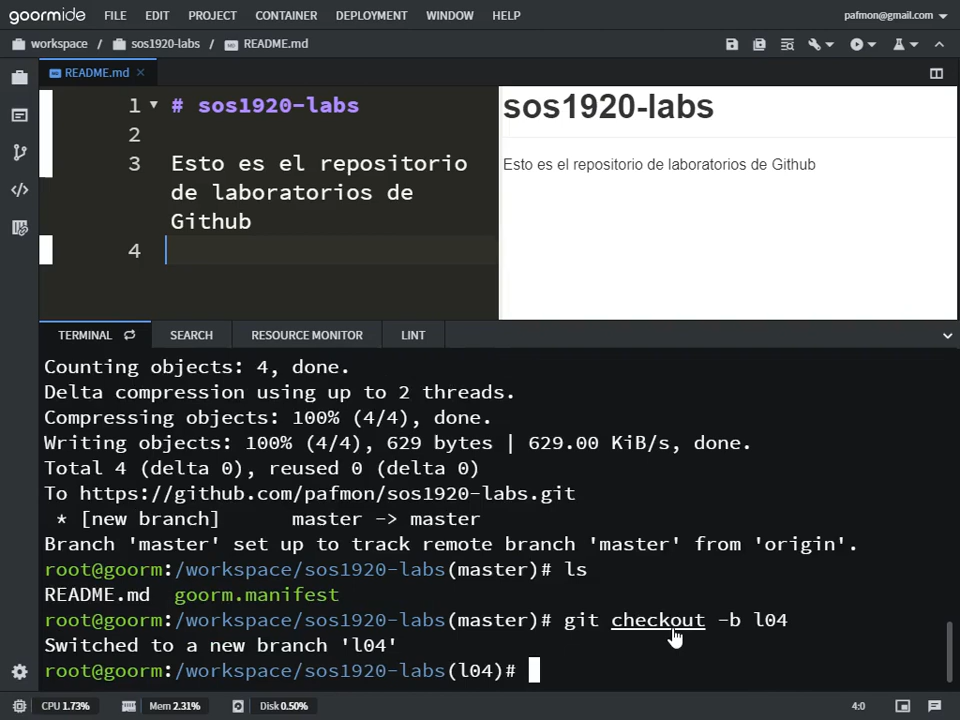 goormide FILE EDIT PROJECT CONTAINER DEPLOYMENT WINDOW HELP pafmon@gmail.com
workspace / sos1920-labs / README.md
README.md ×
1 # sos1920-labs
2
3 Esto es el repositorio
de laboratorios de
Github
4
sos1920-labs
Esto es el repositorio de laboratorios de Github
TERMINAL SEARCH RESOURCE MONITOR LINT
Counting objects: 4, done.
Delta compression using up to 2 threads.
Compressing objects: 100% (4/4), done.
Writing objects: 100% (4/4), 629 bytes | 629.00 KiB/s, done.
Total 4 (delta 0), reused 0 (delta 0)
To https://github.com/pafmon/sos1920-labs.git
* [new branch] master -> master
Branch 'master' set up to track remote branch 'master' from 'origin'.
root@goorm:/workspace/sos1920-labs(master)# ls
README.md goorm.manifest
root@goorm:/workspace/sos1920-labs(master)# git checkout -b l04
Switched to a new branch 'l04'
root@goorm:/workspace/sos1920-labs(l04)#
CPU 1.73% Mem 2.31% Disk 0.50% 4:0